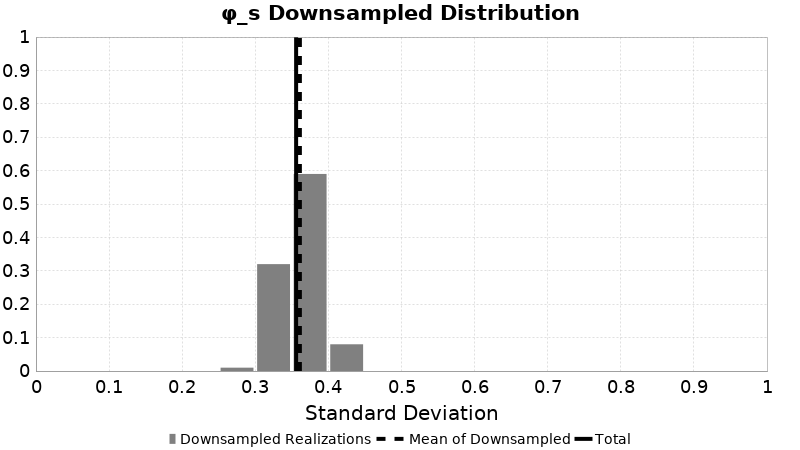 φ_s Downsampled Distribution
1
0.9
0.8
0.7
0.6
0.5
0.4
0.3
0.2
0.1
0
0 0.1 0.2 0.3 0.4 0.5 0.6 0.7 0.8 0.9 1
Standard Deviation
Downsampled Realizations Mean of Downsampled Total